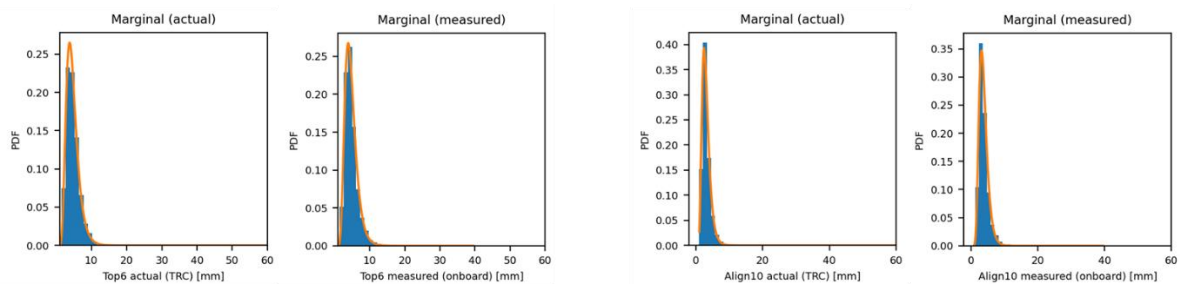 Marginal (actual)
Marginal (measured)
Marginal (actual)
Marginal (measured)
0.25
0.20
0.15
0.10
0.05
0.00
PDF
10 20 30 40 50 60
Top6 actual (TRC) [mm]
0.25
0.20
0.15
0.10
0.05
0.00
PDF
10 20 30 40 50 60
Top6 measured (onboard) [mm]
0.40
0.35
0.30
0.25
0.20
0.15
0.10
0.05
0.00
PDF
0 20 40 60
Align10 actual (TRC) [mm]
0.35
0.30
0.25
0.20
0.15
0.10
0.05
0.00
PDF
0 20 40 60
Align10 measured (onboard) [mm]